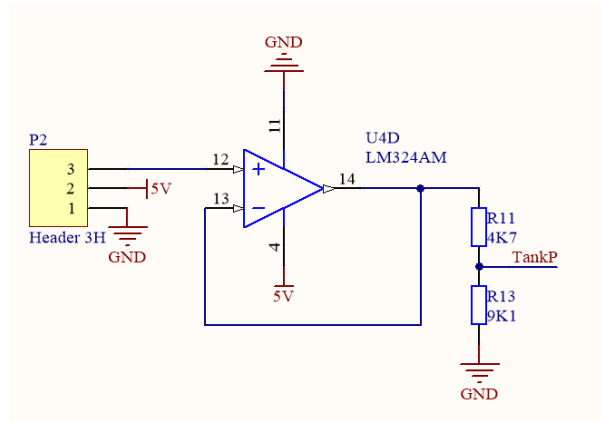 GND
P2
11
U4D
LM324AM
3
12
2
5V
13
14
1
Header 3H
GND
4
5V
R11
4K7
TankP
R13
9K1
GND